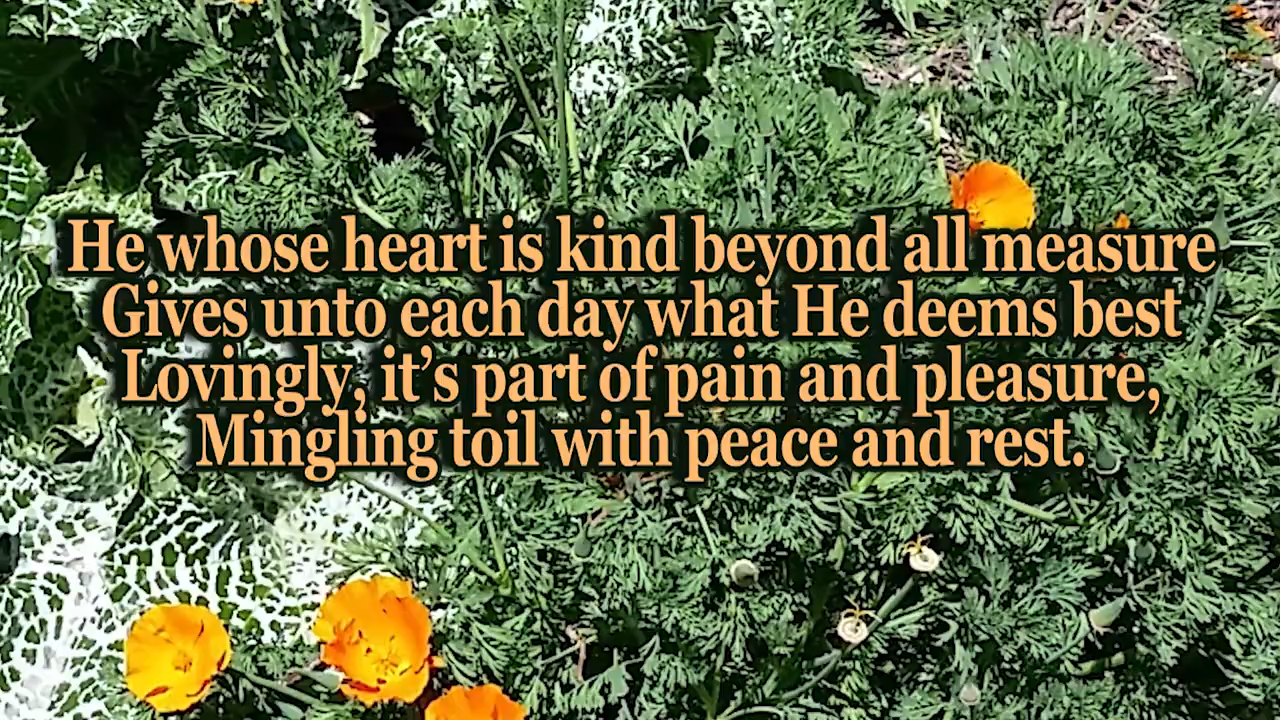 He whose heart is kind beyond all measure
Gives unto each day what He deems best
Lovingly, it’s part of pain and pleasure,
Mingling toil with peace and rest.